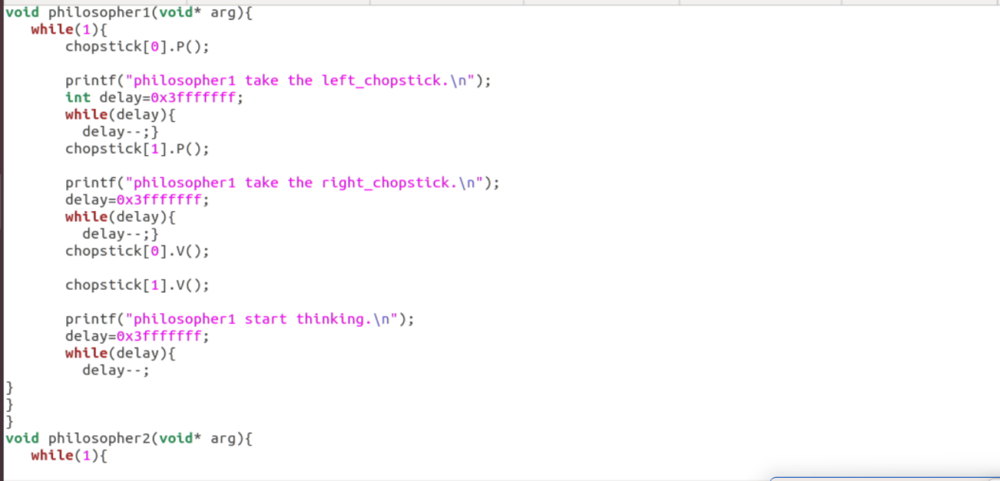 void philosopher1(void* arg){
   while(1){
       chopstick[0].P();

       printf("philosopher1 take the left_chopstick.\n");
       int delay=0x3fffffff;
       while(delay){
         delay--;}
       chopstick[1].P();

       printf("philosopher1 take the right_chopstick.\n");
       delay=0x3fffffff;
       while(delay){
         delay--;}
       chopstick[0].V();

       chopstick[1].V();

       printf("philosopher1 start thinking.\n");
       delay=0x3fffffff;
       while(delay){
         delay--;
}
}
}
void philosopher2(void* arg){
   while(1){